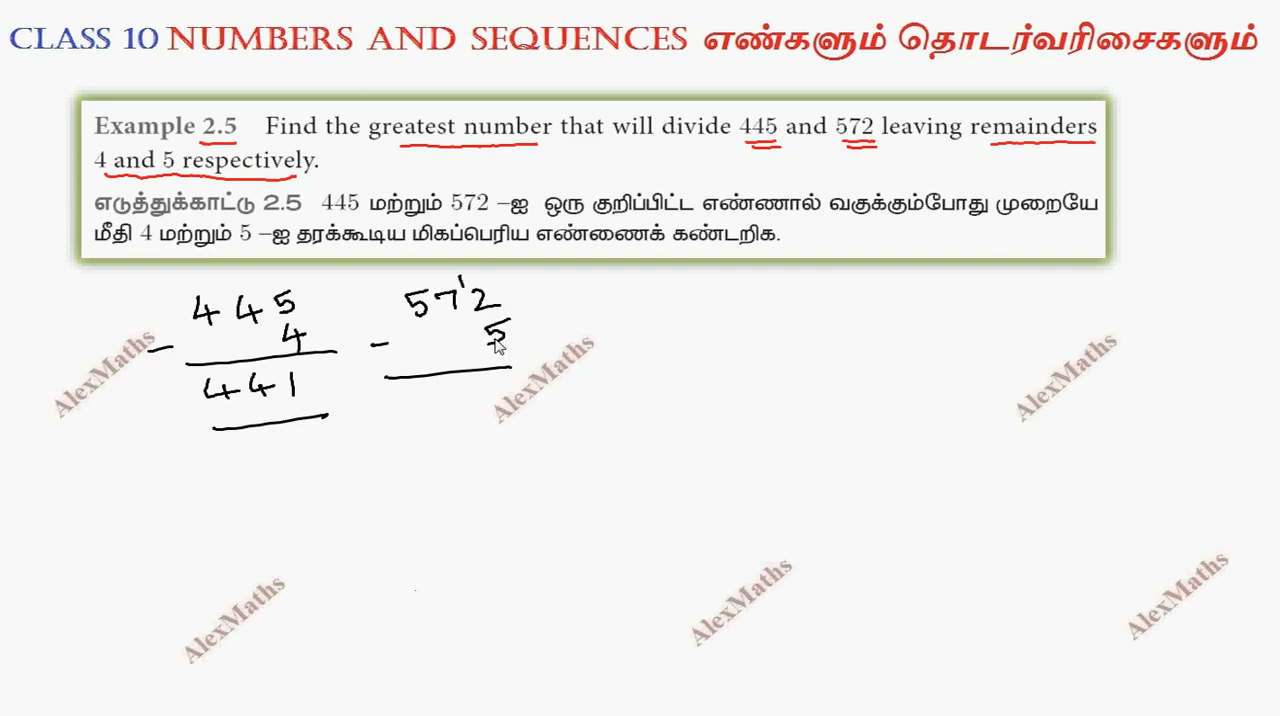 CLASS 10 NUMBERS AND SEQUENCES எண்களும் தொடர்வரிசைகளும்
Example 2.5 Find the greatest number that will divide 445 and 572 leaving remainders
4 and 5 respectively.
எடுத்துக்காட்டு 2.5 445 மற்றும் 572 –ஐ ஒரு குறிப்பிட்ட எண்ணால் வகுக்கும்போது முறையே
மீதி 4 மற்றும் 5 –ஐ தரக்கூடிய மிகப்பெரிய எண்ணைக் கண்டறிக.
445 57'2
- 4 - 5
441
AlexMaths AlexMaths AlexMaths
AlexMaths AlexMaths AlexMaths